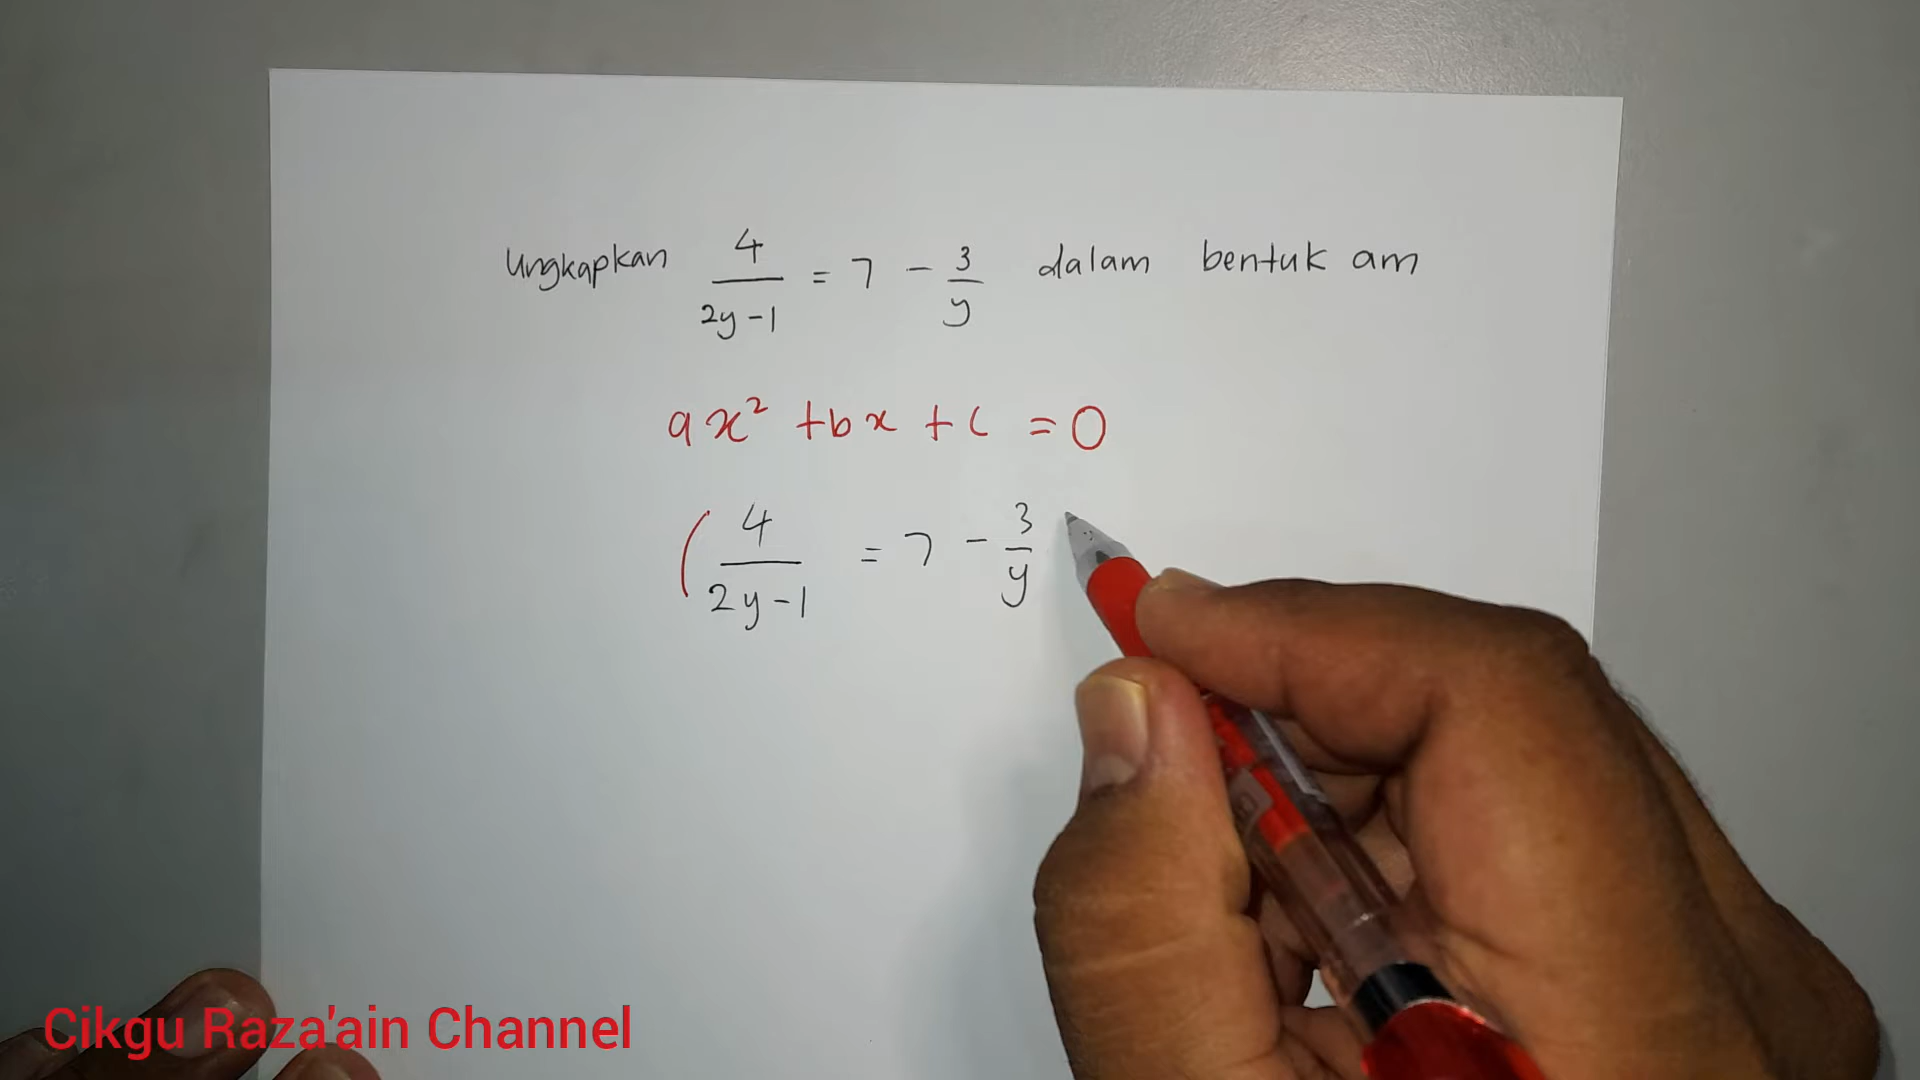 Ungkapkan 4/(2y-1) = 7 - 3/y dalam bentuk am
ax² + bx + c = 0
( 4/(2y-1) = 7 - 3/y
Cikgu Raza'ain Channel